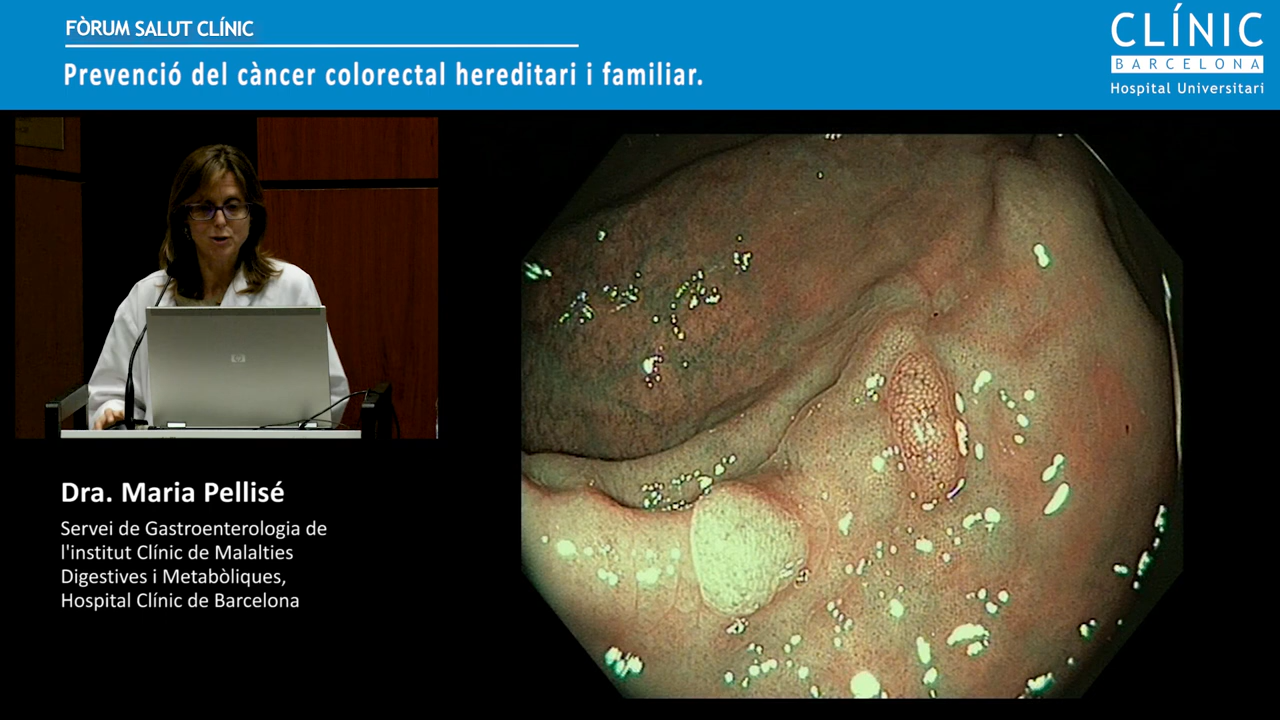 FÒRUM SALUT CLÍNIC
Prevenció del càncer colorectal hereditari i familiar.
CLÍNIC
BARCELONA
Hospital Universitari
hp
Dra. Maria Pellisé
Servei de Gastroenterologia de
l'institut Clínic de Malalties
Digestives i Metabòliques,
Hospital Clínic de Barcelona